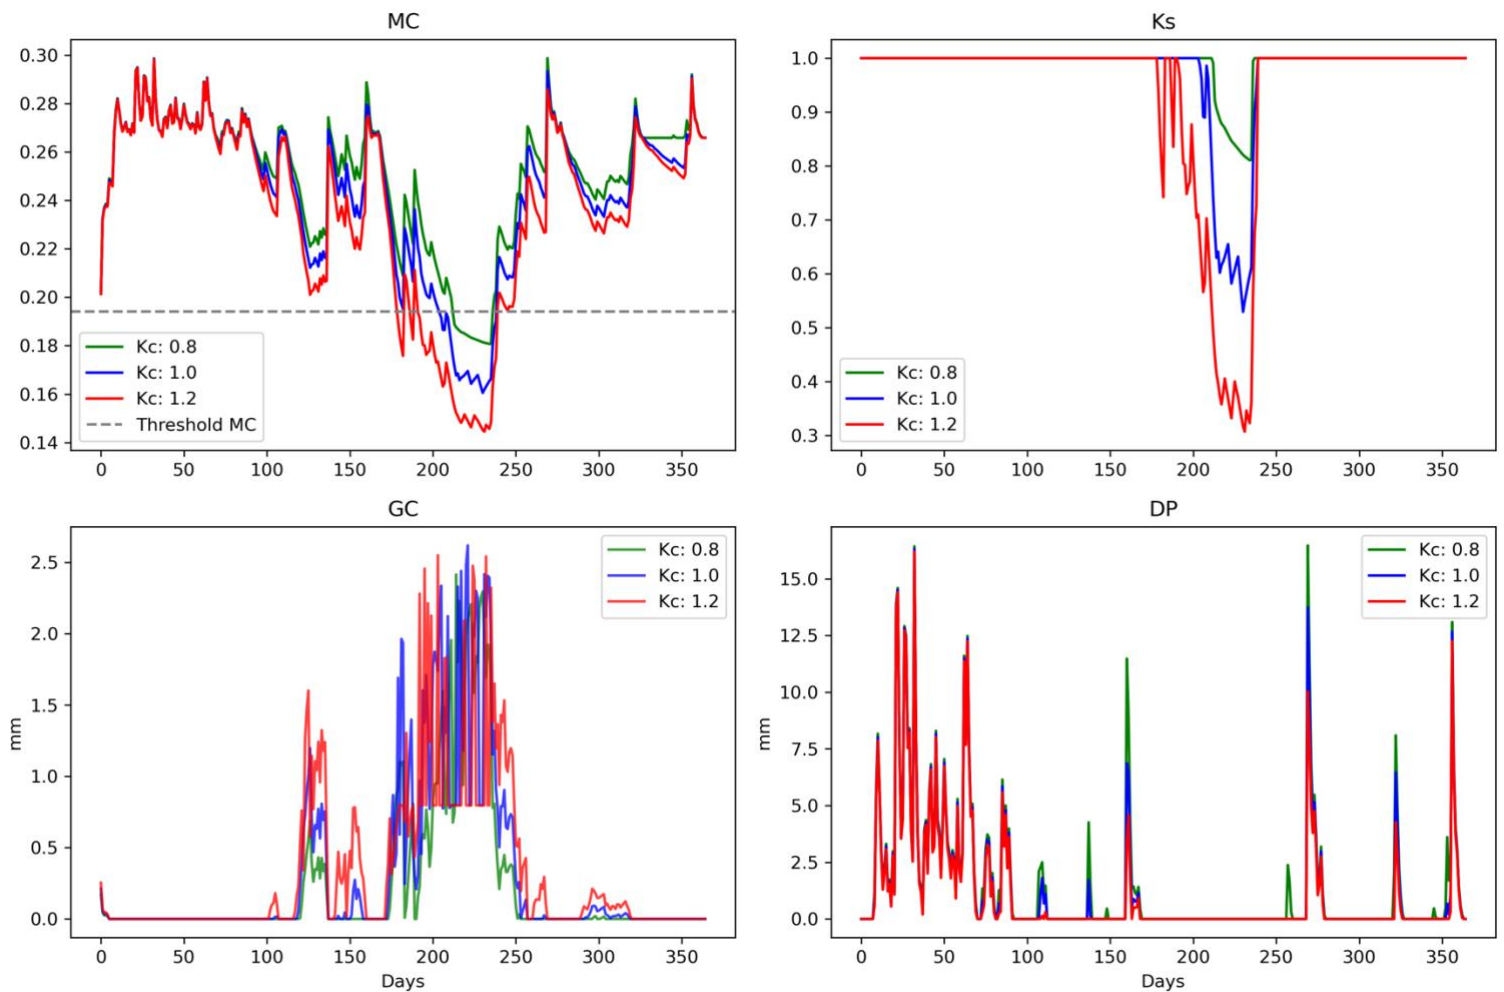 MC
0.30
0.28
0.26
0.24
0.22
0.20
0.18
0.16
0.14
Kc: 0.8
Kc: 1.0
Kc: 1.2
Threshold MC
0 50 100 150 200 250 300 350
Ks
1.0
0.9
0.8
0.7
0.6
0.5
0.4
0.3
Kc: 0.8
Kc: 1.0
Kc: 1.2
0 50 100 150 200 250 300 350
GC
mm
2.5
2.0
1.5
1.0
0.5
0.0
Kc: 0.8
Kc: 1.0
Kc: 1.2
0 50 100 150 200 250 300 350
Days
DP
mm
15.0
12.5
10.0
7.5
5.0
2.5
0.0
Kc: 0.8
Kc: 1.0
Kc: 1.2
0 50 100 150 200 250 300 350
Days